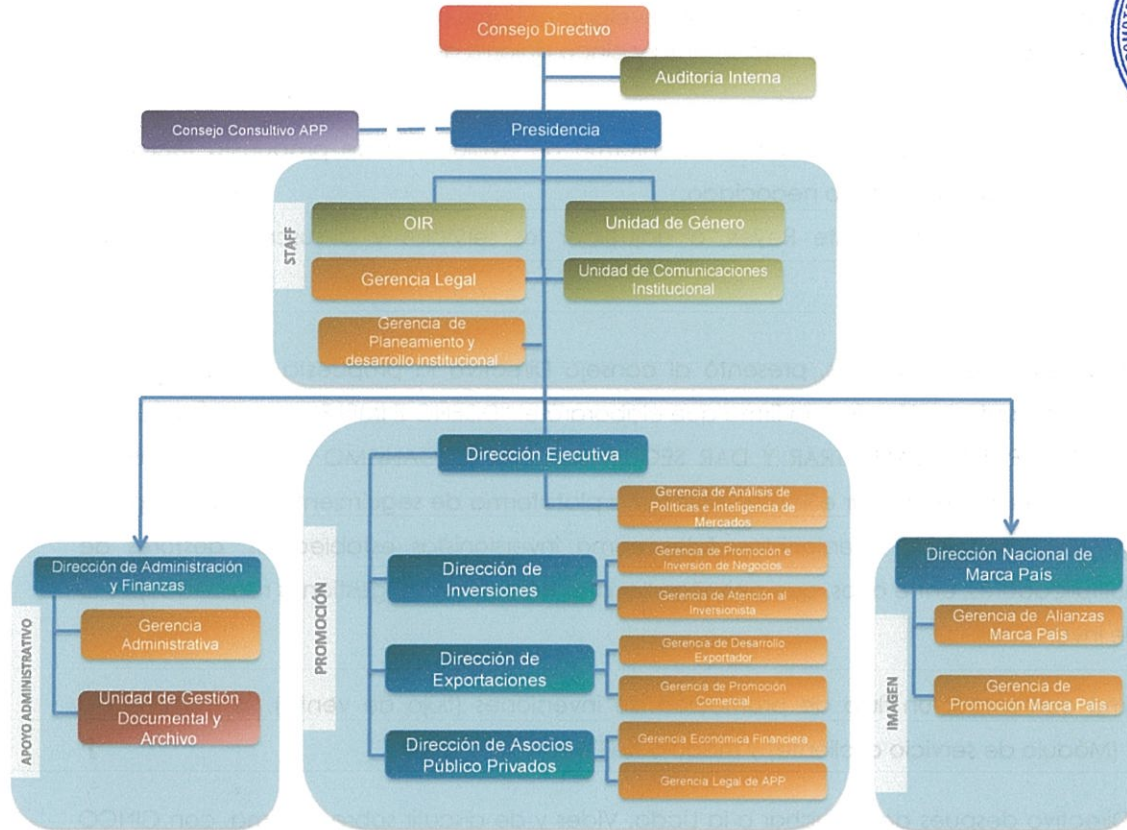 Consejo Directivo
Auditoría Interna
Consejo Consultivo APP
Presidencia
STAFF
OIR
Unidad de Género
Gerencia Legal
Unidad de Comunicaciones
Institucional
Gerencia de
Planeamiento y
desarrollo institucional
PROMOCIÓN
Dirección Ejecutiva
Gerencia de Análisis de
Políticas e Inteligencia de
Mercados
Dirección de
Inversiones
Gerencia de Promoción e
Inversión de Negocios
Gerencia de Atención al
Inversionista
Dirección de
Exportaciones
Gerencia de Desarrollo
Exportador
Gerencia de Promoción
Comercial
Dirección de Asocios
Público Privados
Gerencia Económica Financiera
Gerencia Legal de APP
APOYO ADMINISTRATIVO
Dirección de Administración
y Finanzas
Gerencia
Administrativa
Unidad de Gestión
Documental y
Archivo
IMAGEN
Dirección Nacional de
Marca País
Gerencia de Alianzas
Marca País
Gerencia de
Promoción Marca País